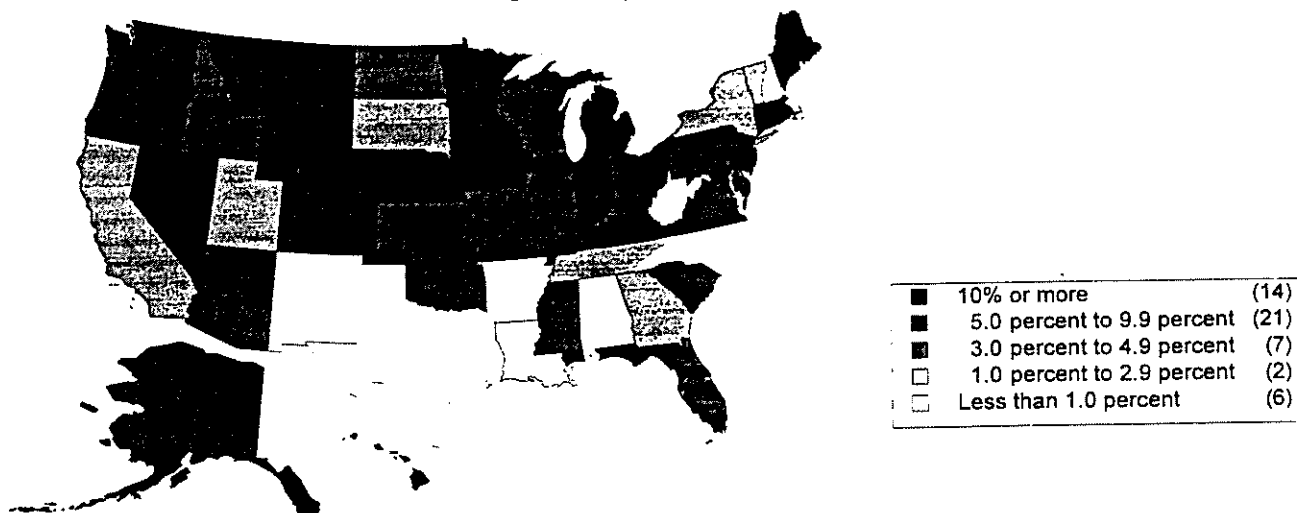 10% or more (14)
5.0 percent to 9.9 percent (21)
3.0 percent to 4.9 percent (7)
1.0 percent to 2.9 percent (2)
Less than 1.0 percent (6)